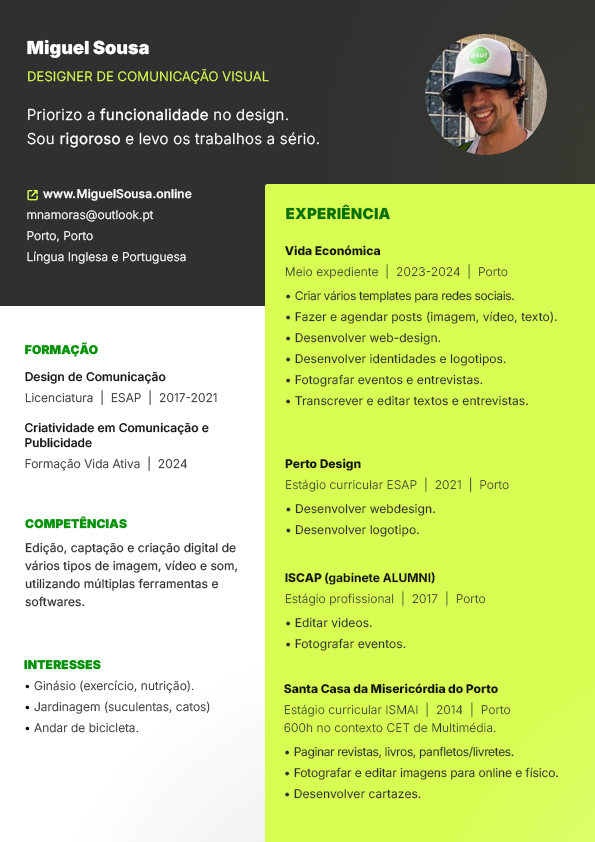 Miguel Sousa
DESIGNER DE COMUNICAÇÃO VISUAL
Priorizo a funcionalidade no design.
Sou rigoroso e levo os trabalhos a sério.
www.MiguelSousa.online
mnamoras@outlook.pt
Porto, Porto
Língua Inglesa e Portuguesa
FORMAÇÃO
Design de Comunicação
Licenciatura | ESAP | 2017-2021
Criatividade em Comunicação e
Publicidade
Formação Vida Ativa | 2024
COMPETÊNCIAS
Edição, captação e criação digital de
vários tipos de imagem, vídeo e som,
utilizando múltiplas ferramentas e
softwares.
INTERESSES
• Ginásio (exercício, nutrição).
• Jardinagem (suculentas, catos)
• Andar de bicicleta.
EXPERIÊNCIA
Vida Económica
Meio expediente | 2023-2024 | Porto
• Criar vários templates para redes sociais.
• Fazer e agendar posts (imagem, vídeo, texto).
• Desenvolver web-design.
• Desenvolver identidades e logotipos.
• Fotografar eventos e entrevistas.
• Transcrever e editar textos e entrevistas.
Perto Design
Estágio curricular ESAP | 2021 | Porto
• Desenvolver webdesign.
• Desenvolver logotipo.
ISCAP (gabinete ALUMNI)
Estágio profissional | 2017 | Porto
• Editar videos.
• Fotografar eventos.
Santa Casa da Misericórdia do Porto
Estágio curricular ISMAI | 2014 | Porto
600h no contexto CET de Multimédia.
• Paginar revistas, livros, panfletos/livretes.
• Fotografar e editar imagens para online e físico.
• Desenvolver cartazes.